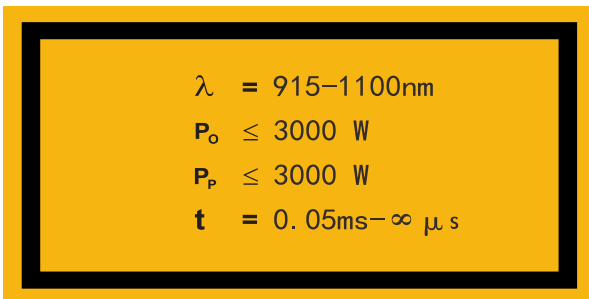 λ = 915-1100nm
Po ≤ 3000 W
PP ≤ 3000 W
t = 0.05ms-∞ μs